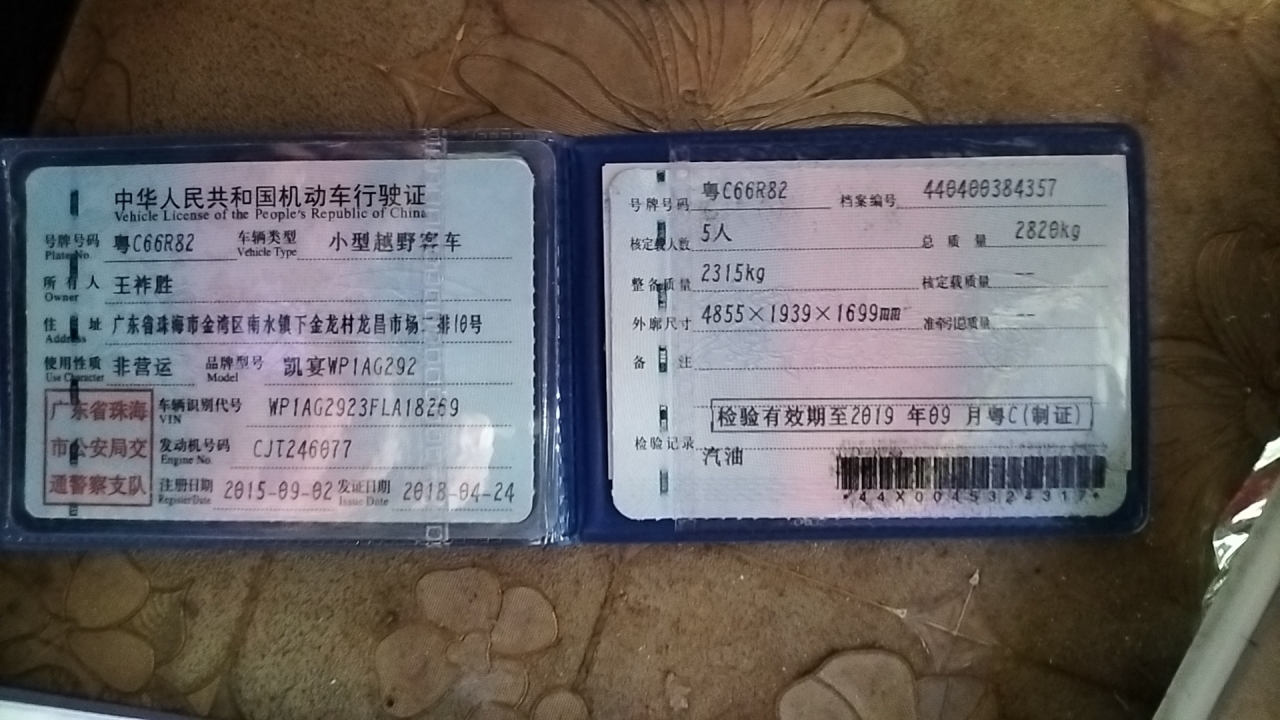 中华人民共和国机动车行驶证
Vehicle License of the People's Republic of China
号牌号码 粤C66R82 车辆类型 小型越野客车
Plate No. Vehicle Type
所有人 王祚胜
Owner
住址 广东省珠海市金湾区南水镇下金龙村龙昌市场二排10号
Address
使用性质 非营运 品牌型号 凯宴WP1AG292
Use Character Model
广东省珠海
市公安局交
通警察支队
车辆识别代号 WP1AG2923FLA18269
VIN
发动机号码 CJT246077
Engine No.
注册日期 2015-09-02 发证日期 2018-04-24
Register Date Issue Date
号牌号码 粤C66R82 档案编号 440400384357
核定载人数 5人 总质量 2820kg
整备质量 2315kg 核定载质量 --
外廓尺寸 4855×1939×1699mm 准牵引总质量 --
备注
检验有效期至2019年09月粤C(制证)
检验记录
汽油
*44X0045324317*